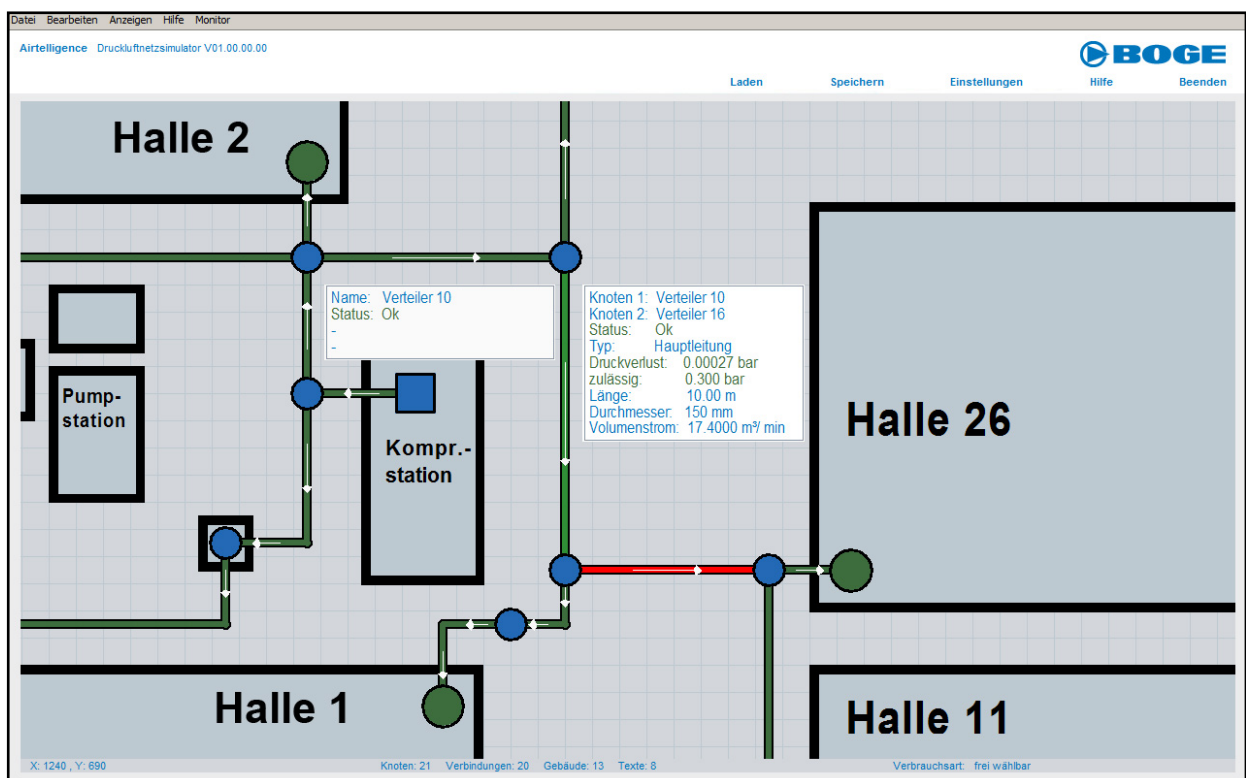 Datei Bearbeiten Anzeigen Hilfe Monitor
Airtelligence Druckluftnetzsimulator V01.00.00.00
BOGE
Laden Speichern Einstellungen Hilfe Beenden
Halle 2
Name: Verteiler 10
Status: Ok
-
-
Knoten 1: Verteiler 10
Knoten 2: Verteiler 16
Status: Ok
Typ: Hauptleitung
Druckverlust: 0.00027 bar
zulässig: 0.300 bar
Länge: 10.00 m
Durchmesser: 150 mm
Volumenstrom: 17.4000 m³/ min
Pump-
station
Kompr.-
station
Halle 26
Halle 1
Halle 11
X: 1240 , Y: 690 Knoten: 21 Verbindungen: 20 Gebäude: 13 Texte: 8 Verbrauchsart: frei wählbar